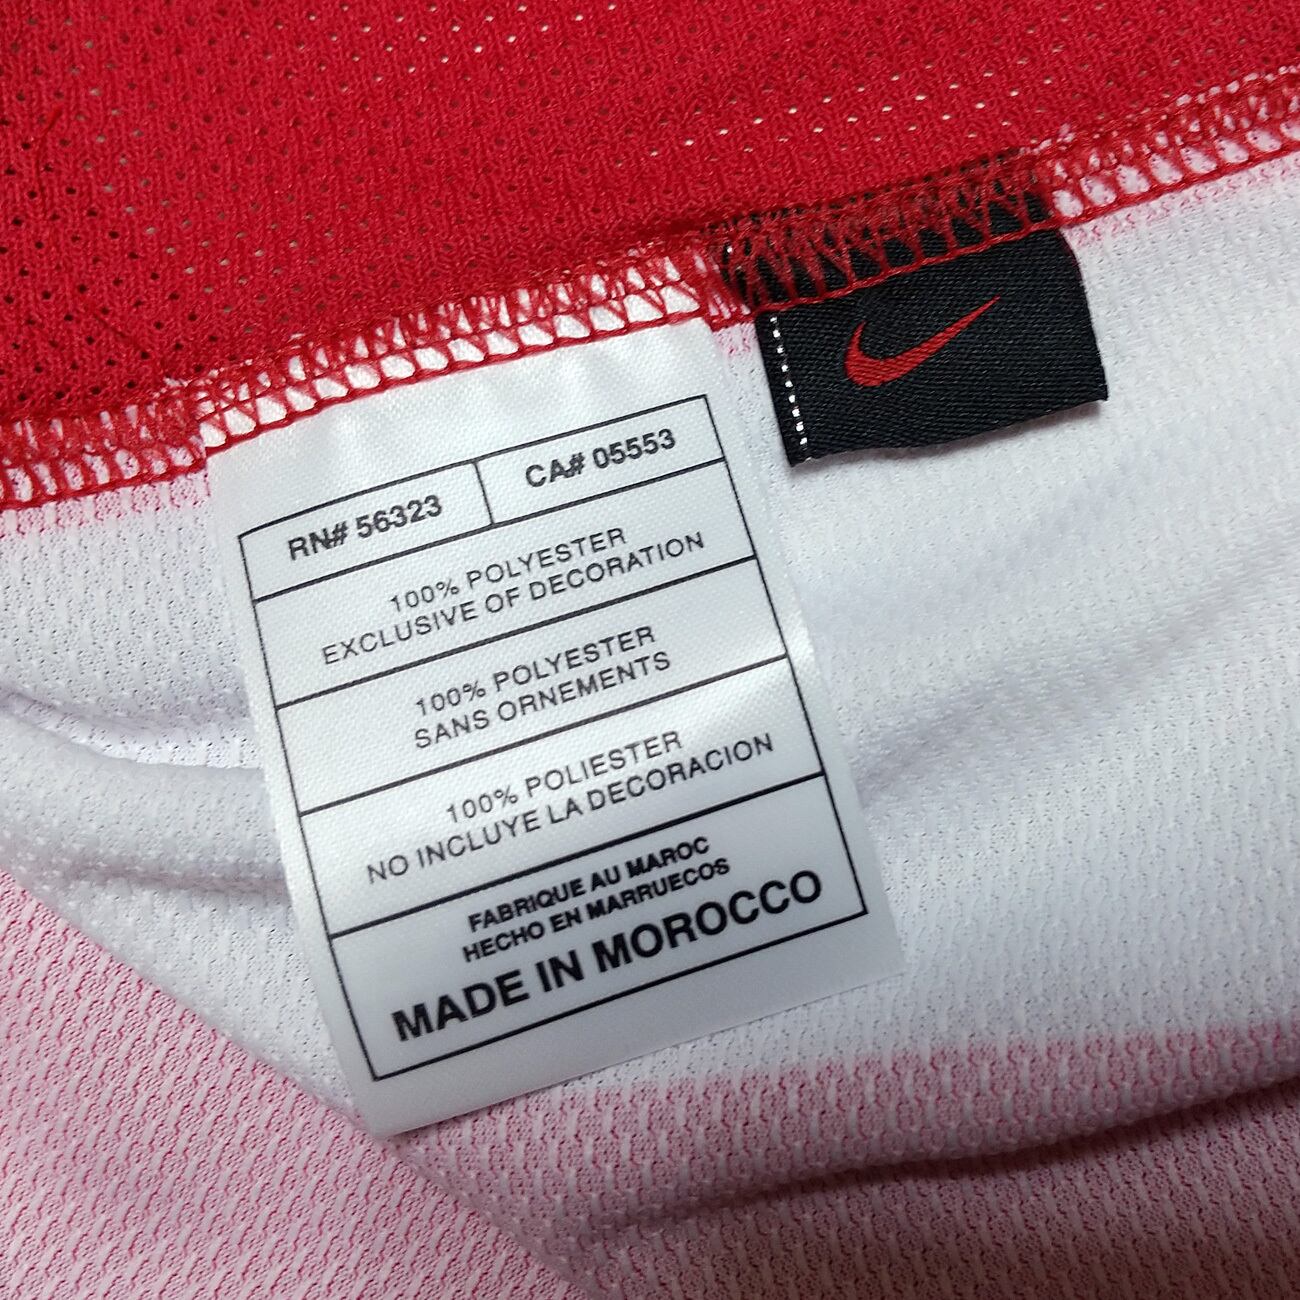 RN# 56323
CA# 05553
100% POLYESTER
EXCLUSIVE OF DECORATION
100% POLYESTER
SANS ORNEMENTS
100% POLIESTER
NO INCLUYE LA DECORACION
FABRIQUE AU MAROC
HECHO EN MARRUECOS
MADE IN MOROCCO